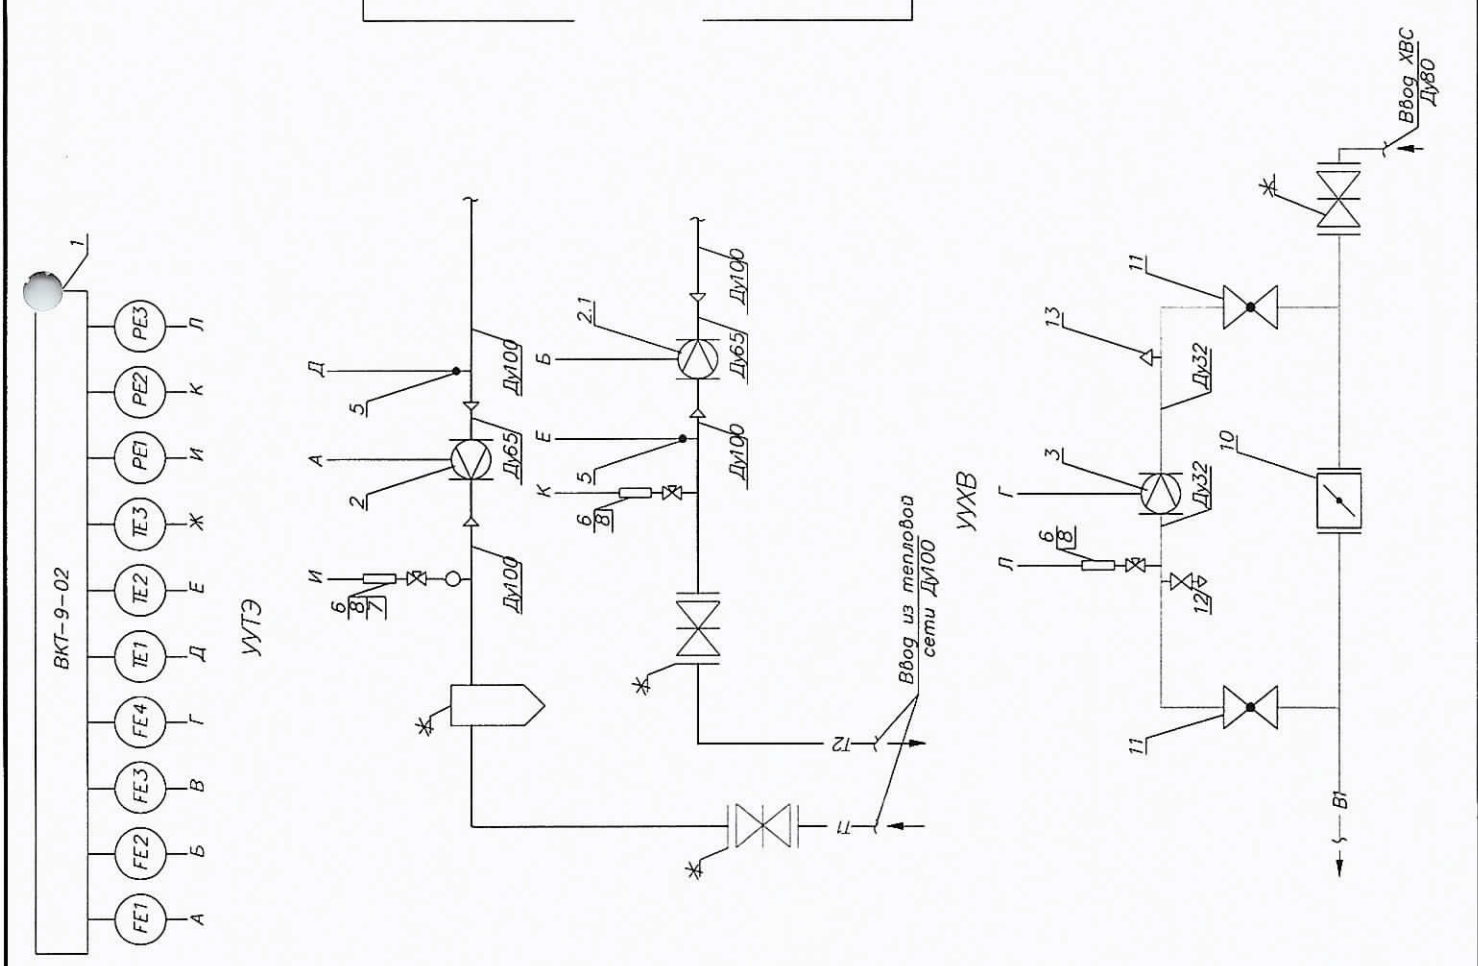 ВКТ-9-02
1
FE1
FE2
FE3
FE4
TE1
TE2
TE3
PE1
PE2
PE3
А
Б
В
Г
Д
Е
Ж
И
К
Л
УУТЭ
И
6
8
7
А
2
Д
5
Ду100
Ду65
Ду100
*
К
6
8
Е
5
Б
2.1
Ду100
Ду65
Ду100
*
*
Т2
Т1
Ввод из тепловой
сети Ду100
УУХВ
Л
6
8
Г
3
13
11
11
12
Ду32
Ду32
10
*
В1
Ввод ХВС
Ду80